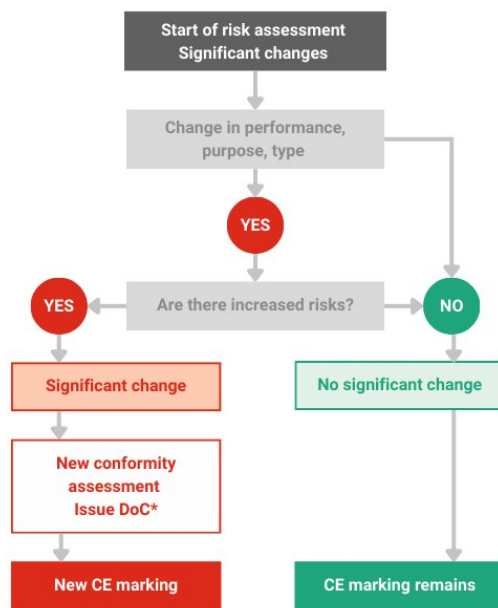 Start of risk assessment
Significant changes
Change in performance,
purpose, type
YES
YES
Are there increased risks?
NO
Significant change
No significant change
New conformity
assessment
Issue DoC*
New CE marking
CE marking remains